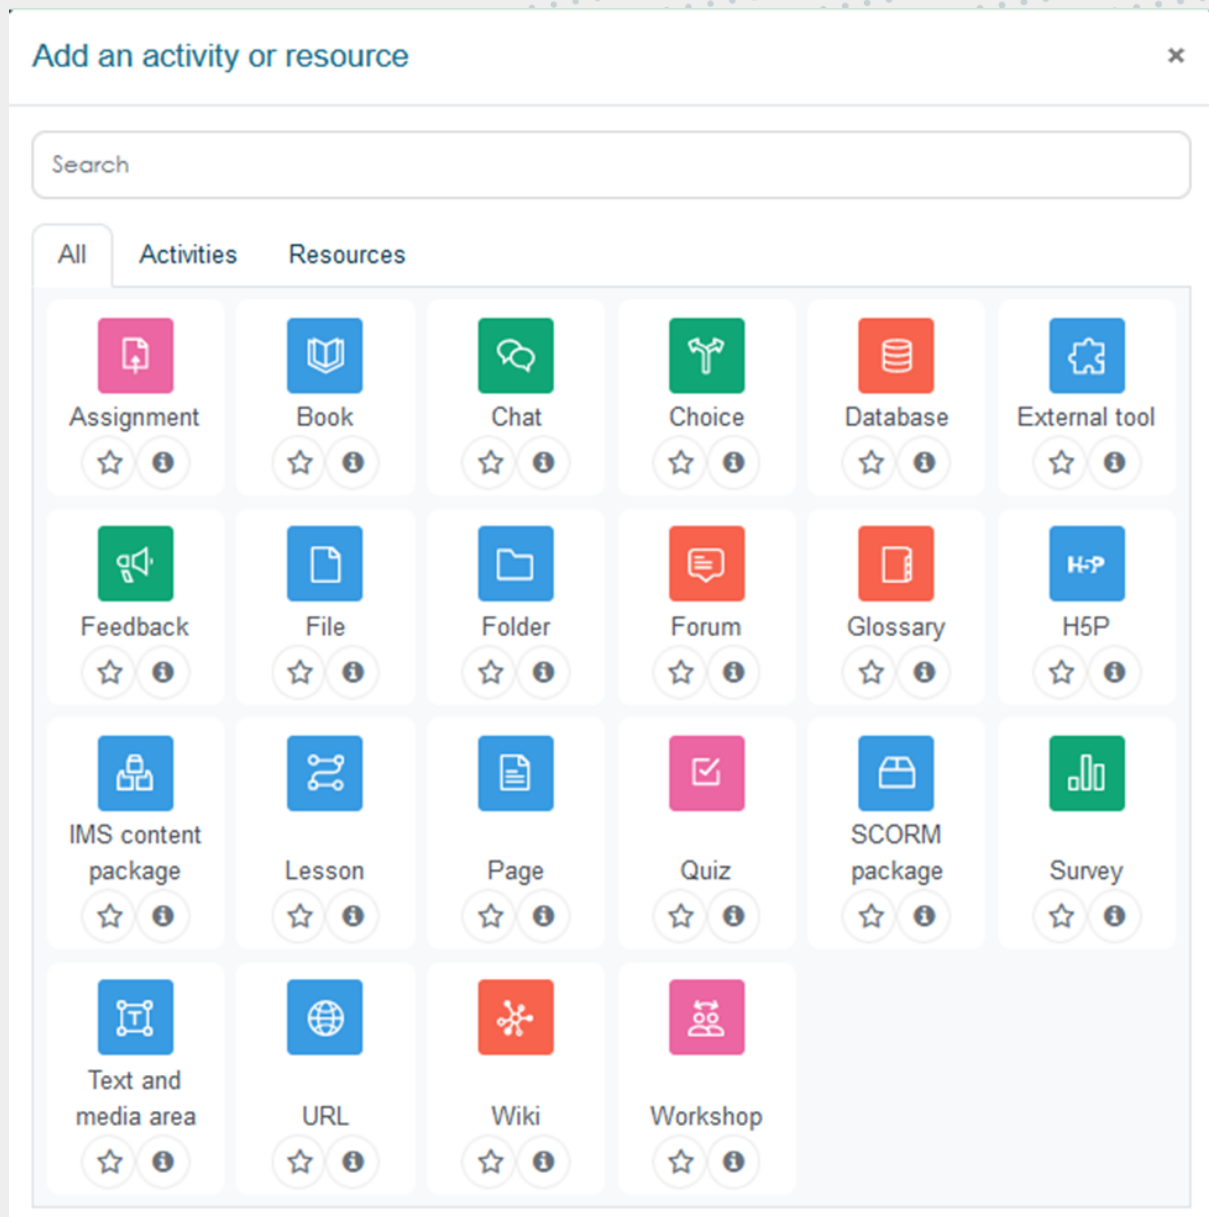 Add an activity or resource ×
Search
All Activities Resources
Assignment Book Chat Choice Database External tool
H5P
Feedback File Folder Forum Glossary H5P
T
IMS content package Lesson Page Quiz SCORM package Survey
Text and media area URL Wiki Workshop